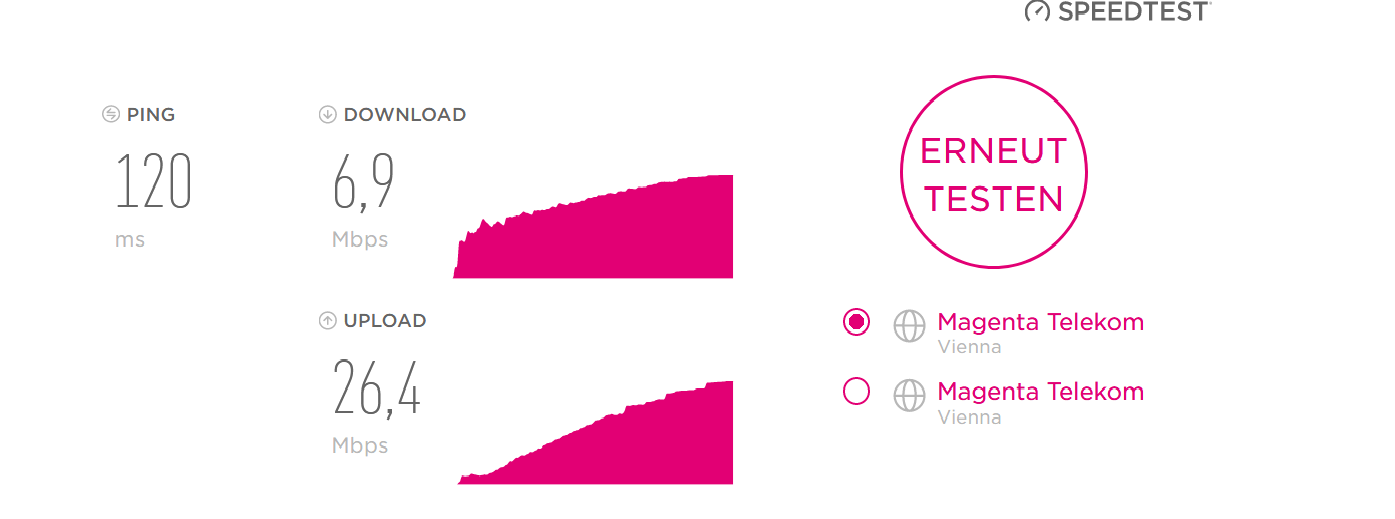 SPEEDTEST
PING
120
ms
DOWNLOAD
6,9
Mbps
UPLOAD
26,4
Mbps
ERNEUT
TESTEN
Magenta Telekom
Vienna
Magenta Telekom
Vienna